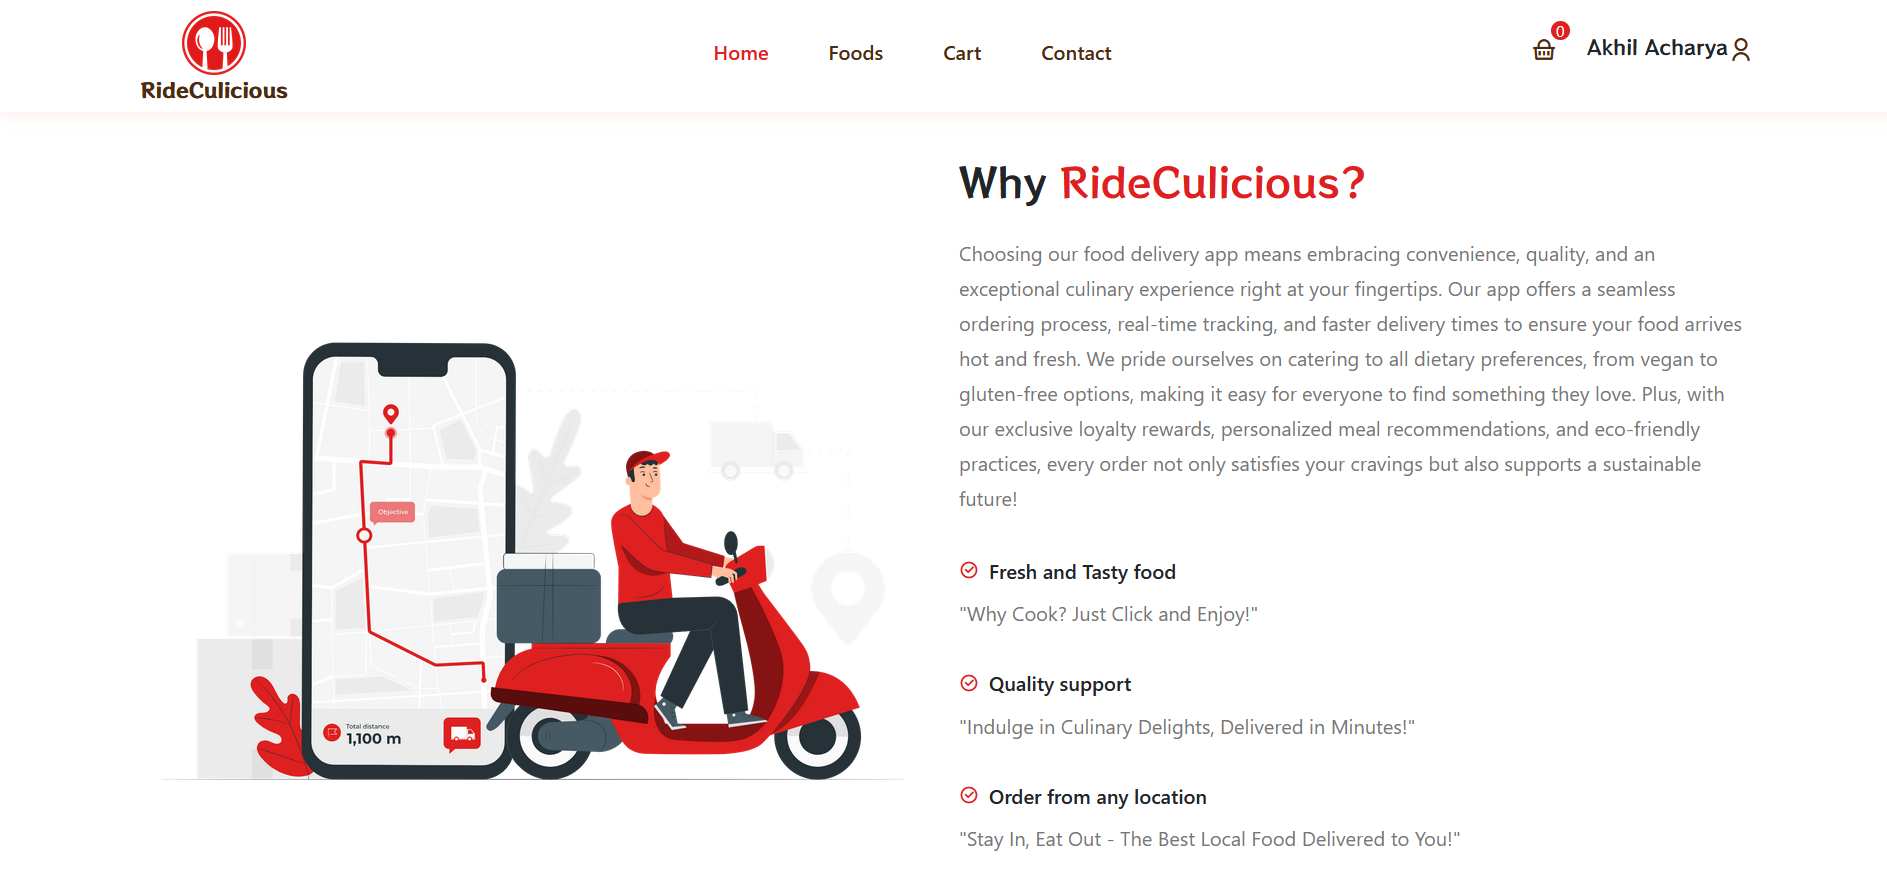 RideCulicious
Home
Foods
Cart
Contact
0
Akhil Acharya
Why RideCulicious?
Choosing our food delivery app means embracing convenience, quality, and an
exceptional culinary experience right at your fingertips. Our app offers a seamless
ordering process, real-time tracking, and faster delivery times to ensure your food arrives
hot and fresh. We pride ourselves on catering to all dietary preferences, from vegan to
gluten-free options, making it easy for everyone to find something they love. Plus, with
our exclusive loyalty rewards, personalized meal recommendations, and eco-friendly
practices, every order not only satisfies your cravings but also supports a sustainable
future!
Objective
Total distance
1,100 m
Fresh and Tasty food
"Why Cook? Just Click and Enjoy!"
Quality support
"Indulge in Culinary Delights, Delivered in Minutes!"
Order from any location
"Stay In, Eat Out - The Best Local Food Delivered to You!"